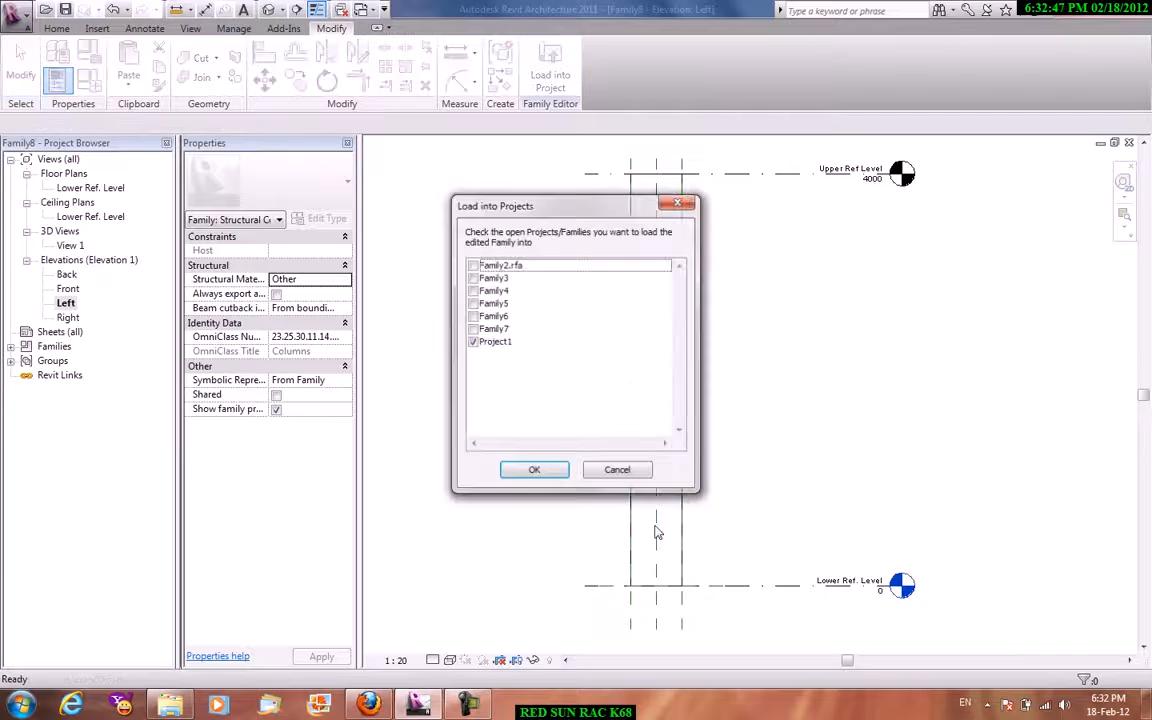 Autodesk Revit Architecture 2011 - [Family8 - Elevation: Left]
Type a keyword or phrase
6:32:47 PM 02/18/2012
Home
Insert
Annotate
View
Manage
Add-Ins
Modify
Modify
Paste
Cut
Join
Load into
Project
Select
Properties
Clipboard
Geometry
Modify
Measure
Create
Family Editor
Family8 - Project Browser
Views (all)
Floor Plans
Lower Ref. Level
Ceiling Plans
Lower Ref. Level
3D Views
View 1
Elevations (Elevation 1)
Back
Front
Left
Right
Sheets (all)
Families
Groups
Revit Links
Properties
Family: Structural C
Edit Type
Constraints
Host
Structural
Structural Mate... Other
Always export a...
Beam cutback i... From boundi...
Identity Data
OmniClass Nu... 23.25.30.11.14....
OmniClass Title Columns
Other
Symbolic Repre... From Family
Shared
Show family pr...
Properties help
Apply
Load into Projects
Check the open Projects/Families you want to load the
edited Family into
Family2.rfa
Family3
Family4
Family5
Family6
Family7
Project1
OK
Cancel
Upper Ref Level
4000
Lower Ref. Level
0
1 : 20
Ready
:0
EN
6:32 PM
18-Feb-12
RED SUN RAC K68